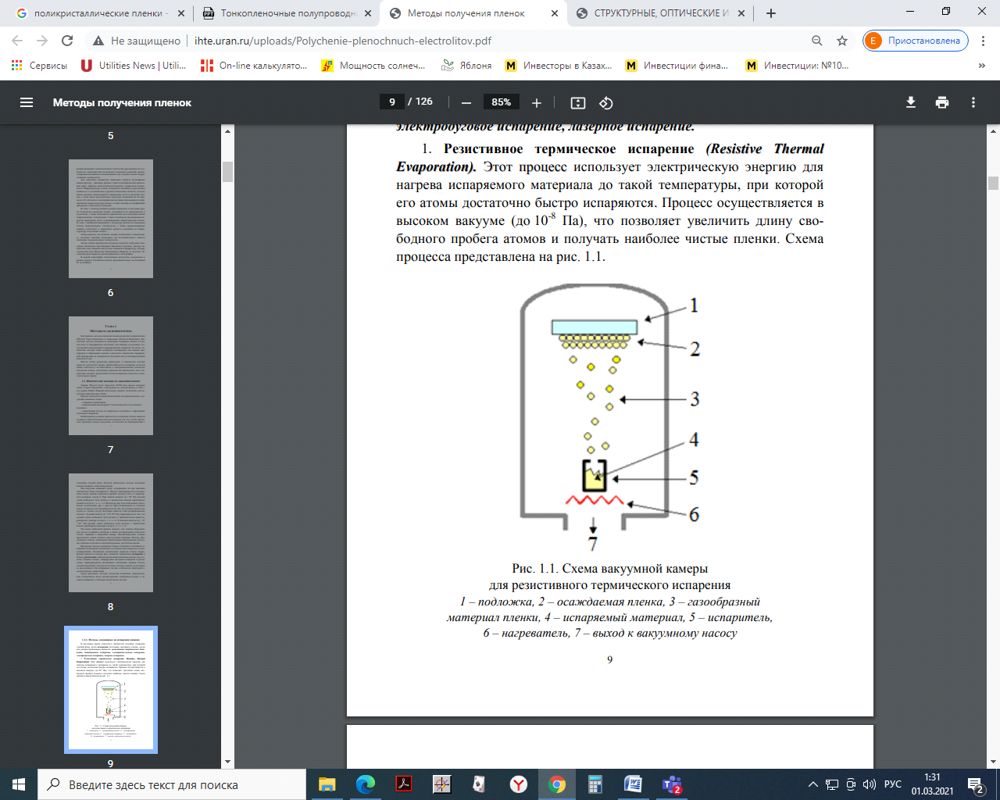 поликристаллические пленки -
Тонкопленочные полупроводн
Методы получения пленок
СТРУКТУРНЫЕ, ОПТИЧЕСКИЕ И
Не защищено
ihte.uran.ru/uploads/Polychenie-plenochnuch-electrolitov.pdf
E
Приостановлена
Сервисы
Utilities News | Utili...
On-line калькулято...
Мощность солнеч...
Яблоня
Инвесторы в Казах...
Инвестиции фина...
Инвестиции: №10...
»
Методы получения пленок
9 / 126
85%
5
6
7
8
9
электродуговое испарение, лазерное испарение.
1. Резистивное термическое испарение (Resistive Thermal
Evaporation). Этот процесс использует электрическую энергию для
нагрева испаряемого материала до такой температуры, при которой
его атомы достаточно быстро испаряются. Процесс осуществляется в
высоком вакууме (до 10⁻⁸ Па), что позволяет увеличить длину сво-
бодного пробега атомов и получать наиболее чистые пленки. Схема
процесса представлена на рис. 1.1.
1
2
3
4
5
6
7
Рис. 1.1. Схема вакуумной камеры
для резистивного термического испарения
1 – подложка, 2 – осаждаемая пленка, 3 – газообразный
материал пленки, 4 – испаряемый материал, 5 – испаритель,
6 – нагреватель, 7 – выход к вакуумному насосу
9
Введите здесь текст для поиска
РУС
1:31
01.03.2021
2